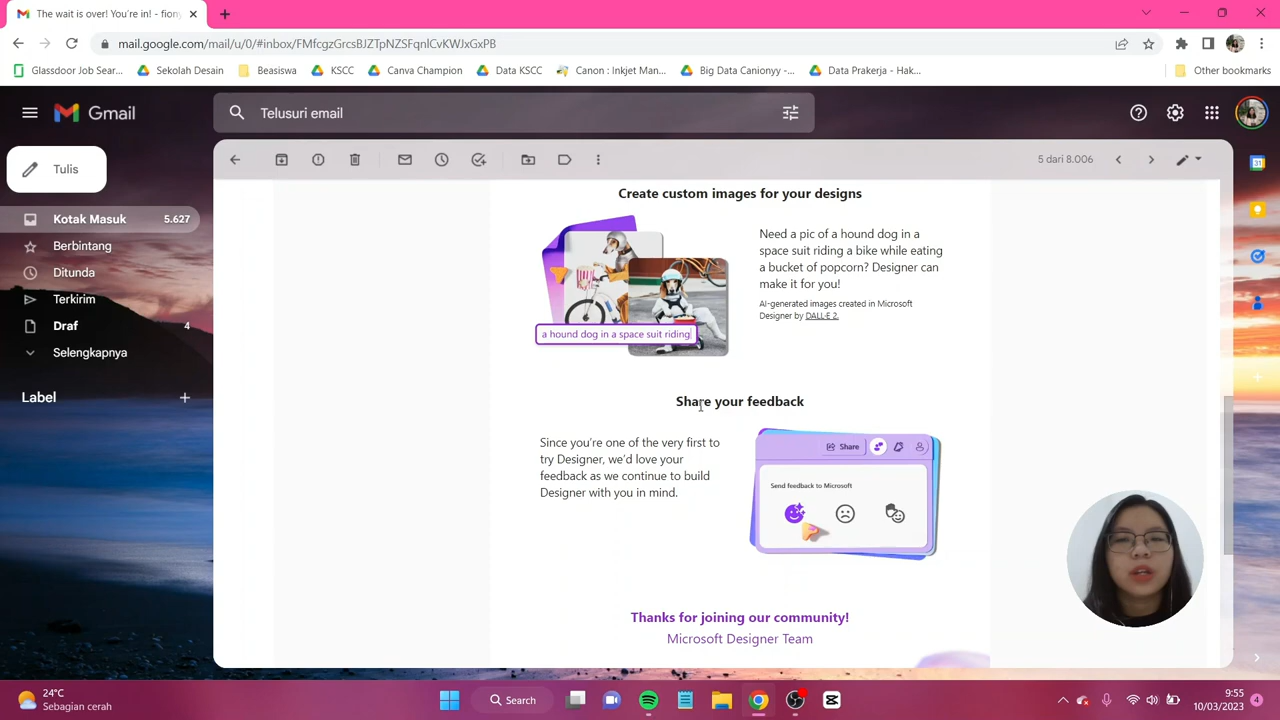 The wait is over! You're in! - fiony
mail.google.com/mail/u/0/#inbox/FMfcgzGrcsBJZTpNZSFqnlCvKWJxGxPB
Glassdoor Job Sear...
Sekolah Desain
Beasiswa
KSCC
Canva Champion
Data KSCC
Canon : Inkjet Man...
Big Data Canionyy -...
Data Prakerja - Hak...
Other bookmarks
Gmail
Telusuri email
Tulis
5 dari 8.006
Kotak Masuk 5.627
Berbintang
Ditunda
Terkirim
Draf 4
Selengkapnya
Label
Create custom images for your designs
Need a pic of a hound dog in a
space suit riding a bike while eating
a bucket of popcorn? Designer can
make it for you!
AI-generated images created in Microsoft
Designer by DALL·E 2.
a hound dog in a space suit riding
Share your feedback
Since you're one of the very first to
try Designer, we'd love your
feedback as we continue to build
Designer with you in mind.
Share
Send feedback to Microsoft
Thanks for joining our community!
Microsoft Designer Team
24°C
Sebagian cerah
Search
9:55
10/03/2023
4